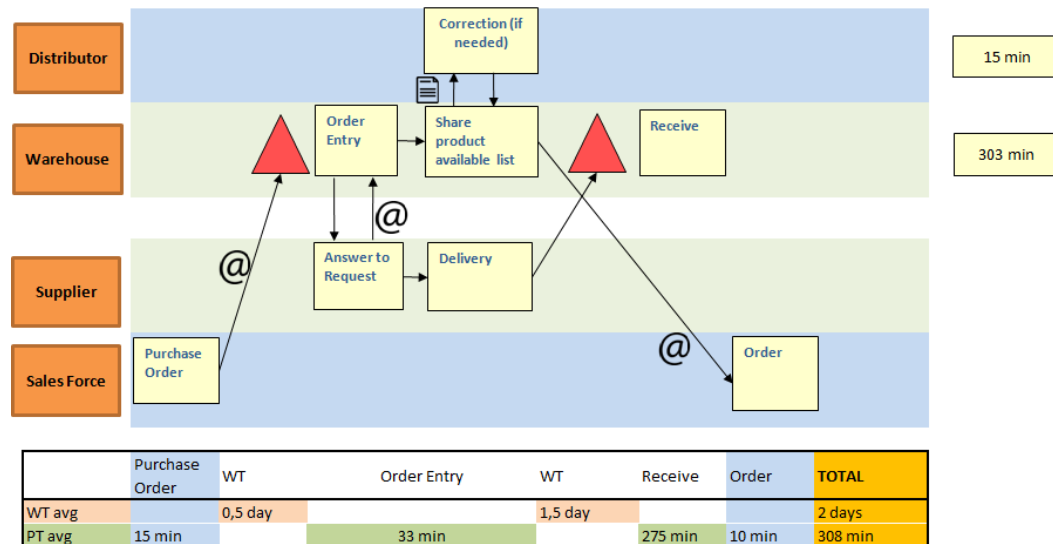 Distributor
Correction (if
needed)
15 min
Warehouse
Order
Entry
Share
product
available list
Receive
303 min
@
@
Supplier
Answer to
Request
Delivery
Sales Force
Purchase
Order
@
Order
Purchase
Order
WT
Order Entry
WT
Receive
Order
TOTAL
WT avg
0,5 day
1,5 day
2 days
PT avg
15 min
33 min
275 min
10 min
308 min